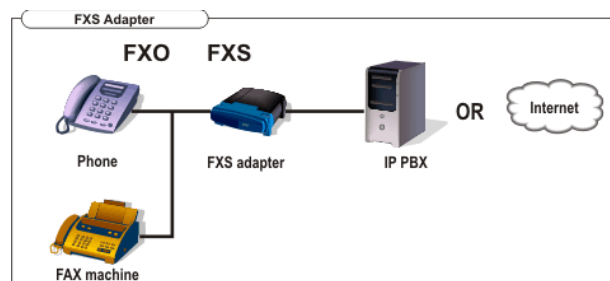 FXS Adapter
FXO FXS
OR
Internet
Phone
FXS adapter
IP PBX
FAX machine